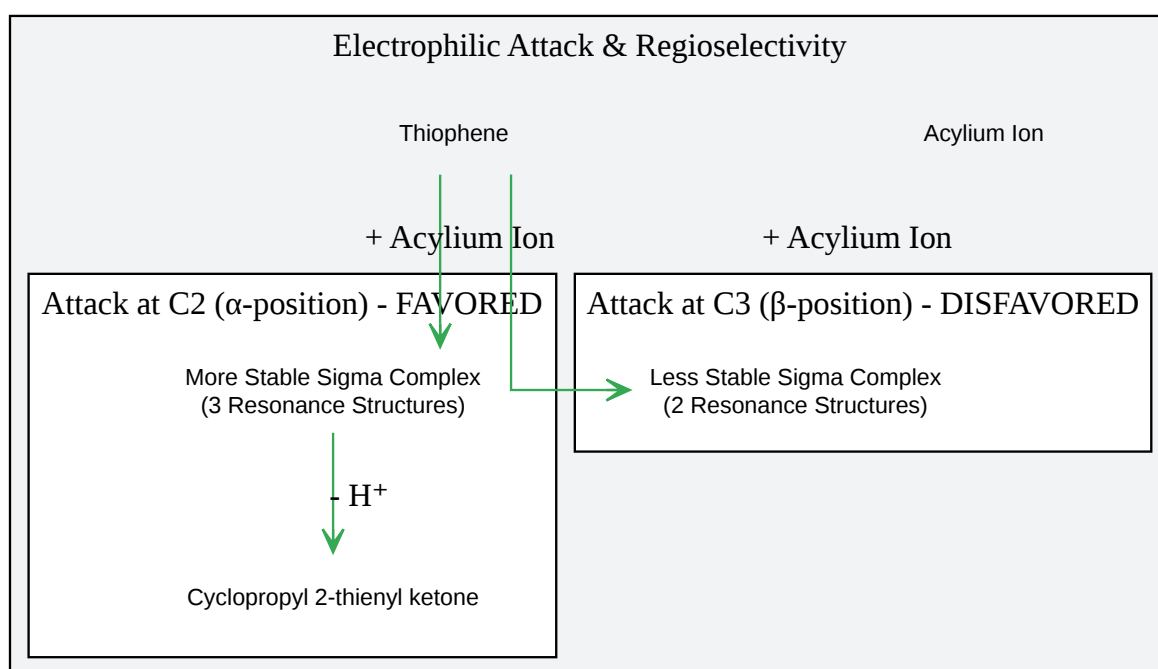 Electrophilic Attack & Regioselectivity
Thiophene
Acylium Ion
+ Acylium Ion
+ Acylium Ion
Attack at C2 (α-position) - FAVORED
Attack at C3 (β-position) - DISFAVORED
More Stable Sigma Complex
(3 Resonance Structures)
Less Stable Sigma Complex
(2 Resonance Structures)
- H⁺
Cyclopropyl 2-thienyl ketone